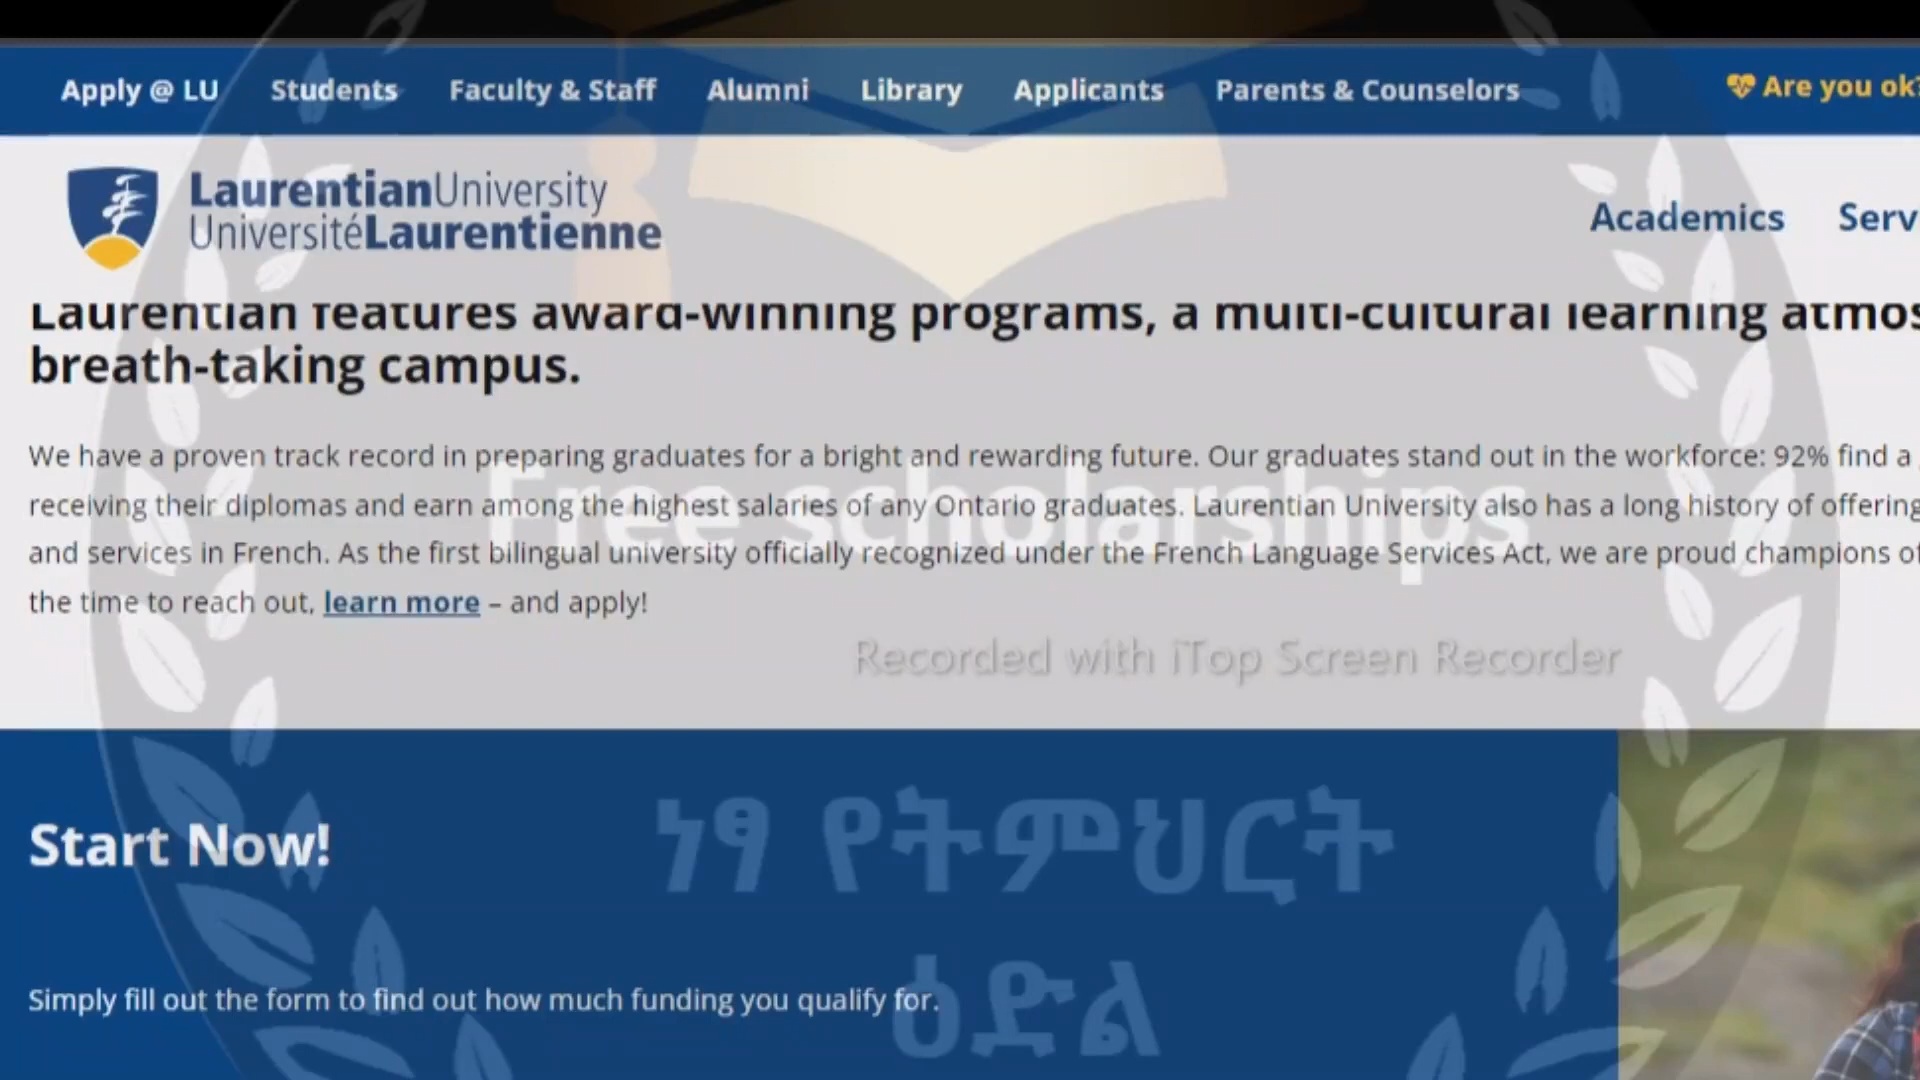 Apply @ LU Students Faculty & Staff Alumni Library Applicants Parents & Counselors Are you ok?
LaurentianUniversity
UniversitéLaurentienne
Academics
Laurentian features award-winning programs, a multi-cultural learning
breath-taking campus.
We have a proven track record in preparing graduates for a bright and rewarding future. Our graduates stand out in the workforce: 92% find a
receiving their diplomas and earn among the highest salaries of any Ontario graduates. Laurentian University also has a long history of offering
Free scholarships
and services in French. As the first bilingual university officially recognized under the French Language Services Act, we are proud champions of
the time to reach out, learn more – and apply!
Recorded with iTop Screen Recorder
Start Now!
ነፃ የትምህርት
ዕድል
Simply fill out the form to find out how much funding you qualify for.